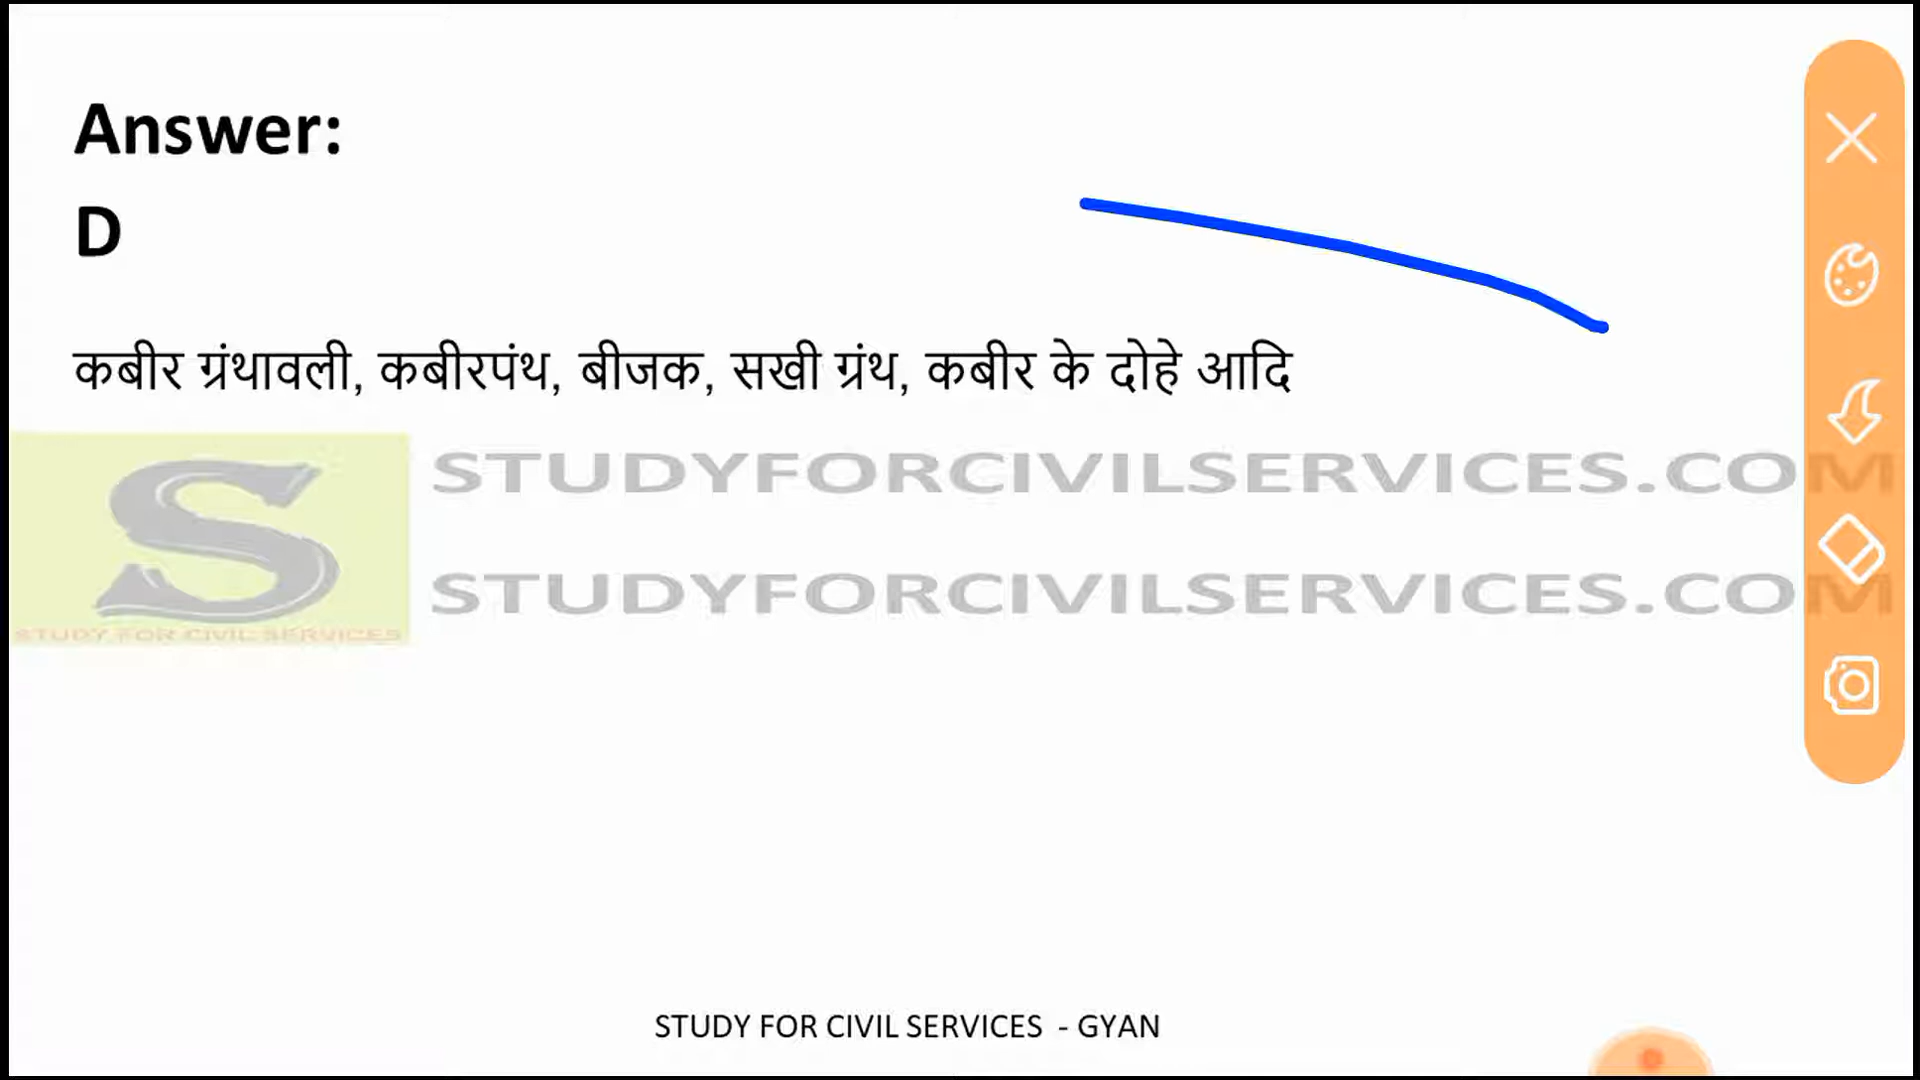 Answer:
D
कबीर ग्रंथावली, कबीरपंथ, बीजक, सखी ग्रंथ, कबीर के दोहे आदि
STUDYFORCIVILSERVICES.COM
STUDYFORCIVILSERVICES.COM
S
STUDY FOR CIVIL SERVICES
STUDY FOR CIVIL SERVICES - GYAN